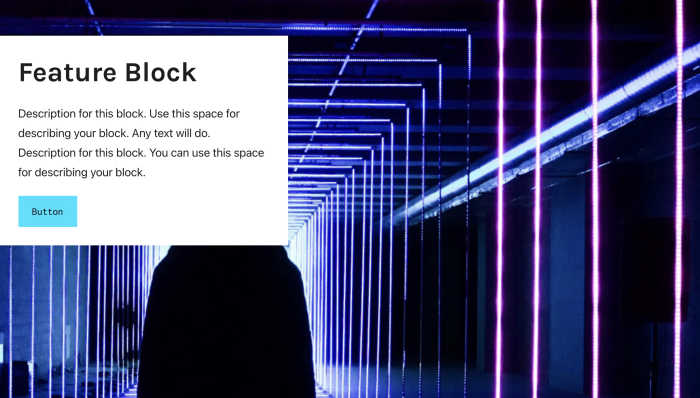 Feature Block
Description for this block. Use this space for
describing your block. Any text will do.
Description for this block. You can use this space
for describing your block.
Button